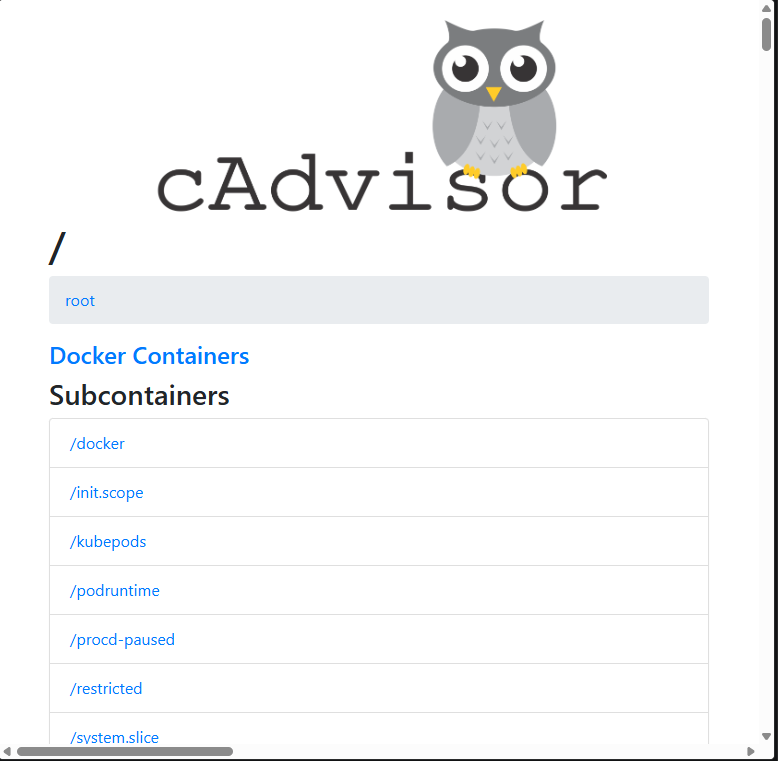 cAdvisor
/
root
Docker Containers
Subcontainers
/docker
/init.scope
/kubepods
/podruntime
/procd-paused
/restricted
/system.slice